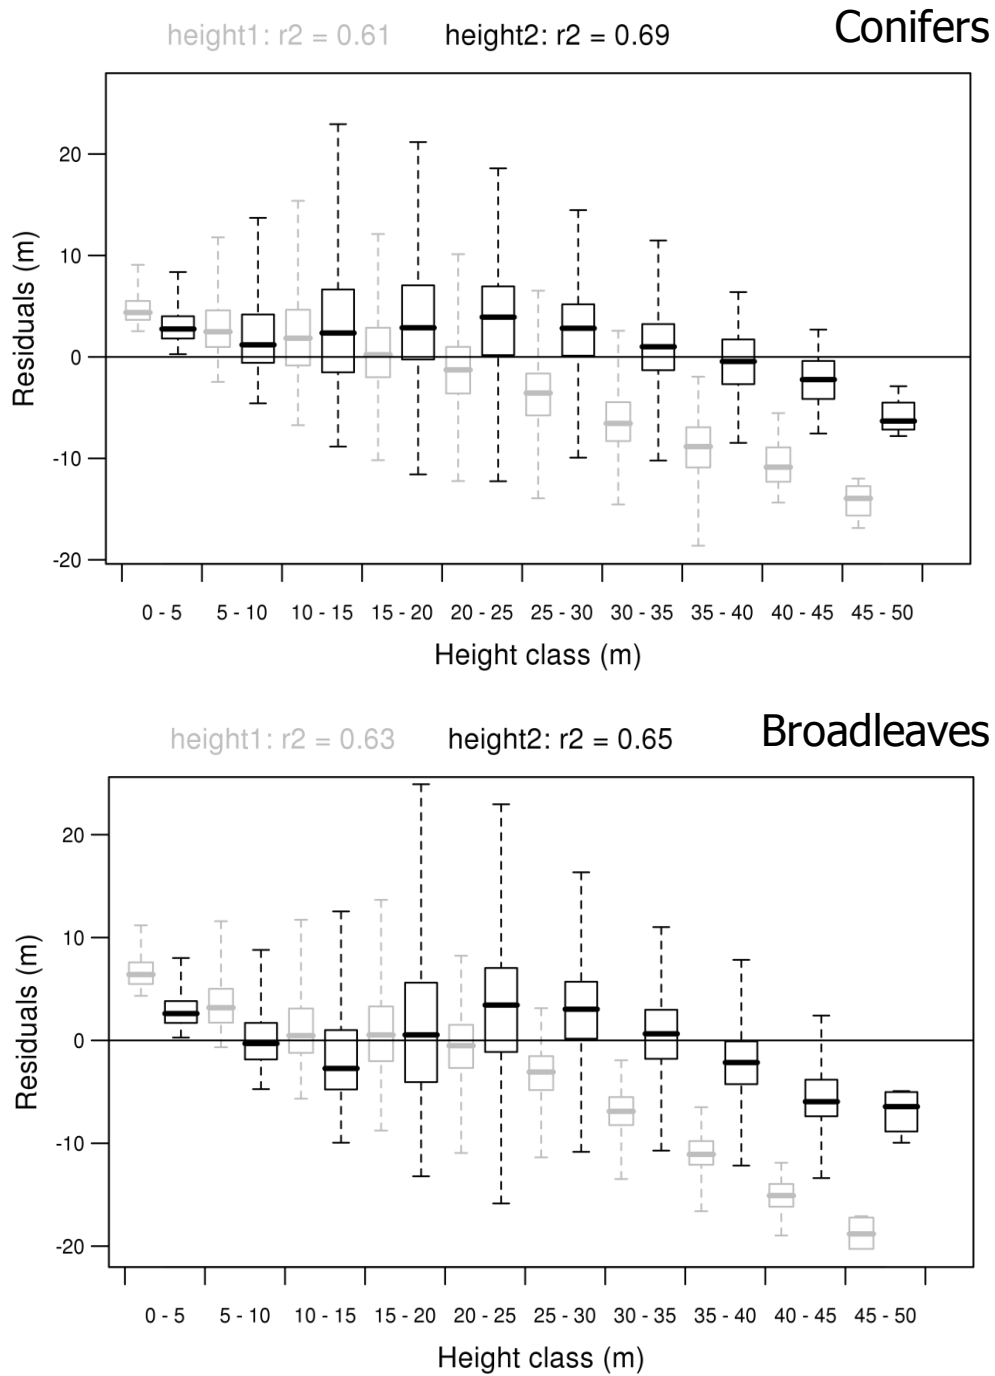 height1: r2 = 0.61 height2: r2 = 0.69 Conifers
20
10
0
-10
-20
Residuals (m)
0 - 5 5 - 10 10 - 15 15 - 20 20 - 25 25 - 30 30 - 35 35 - 40 40 - 45 45 - 50
Height class (m)
height1: r2 = 0.63 height2: r2 = 0.65 Broadleaves
20
10
0
-10
-20
Residuals (m)
0 - 5 5 - 10 10 - 15 15 - 20 20 - 25 25 - 30 30 - 35 35 - 40 40 - 45 45 - 50
Height class (m)